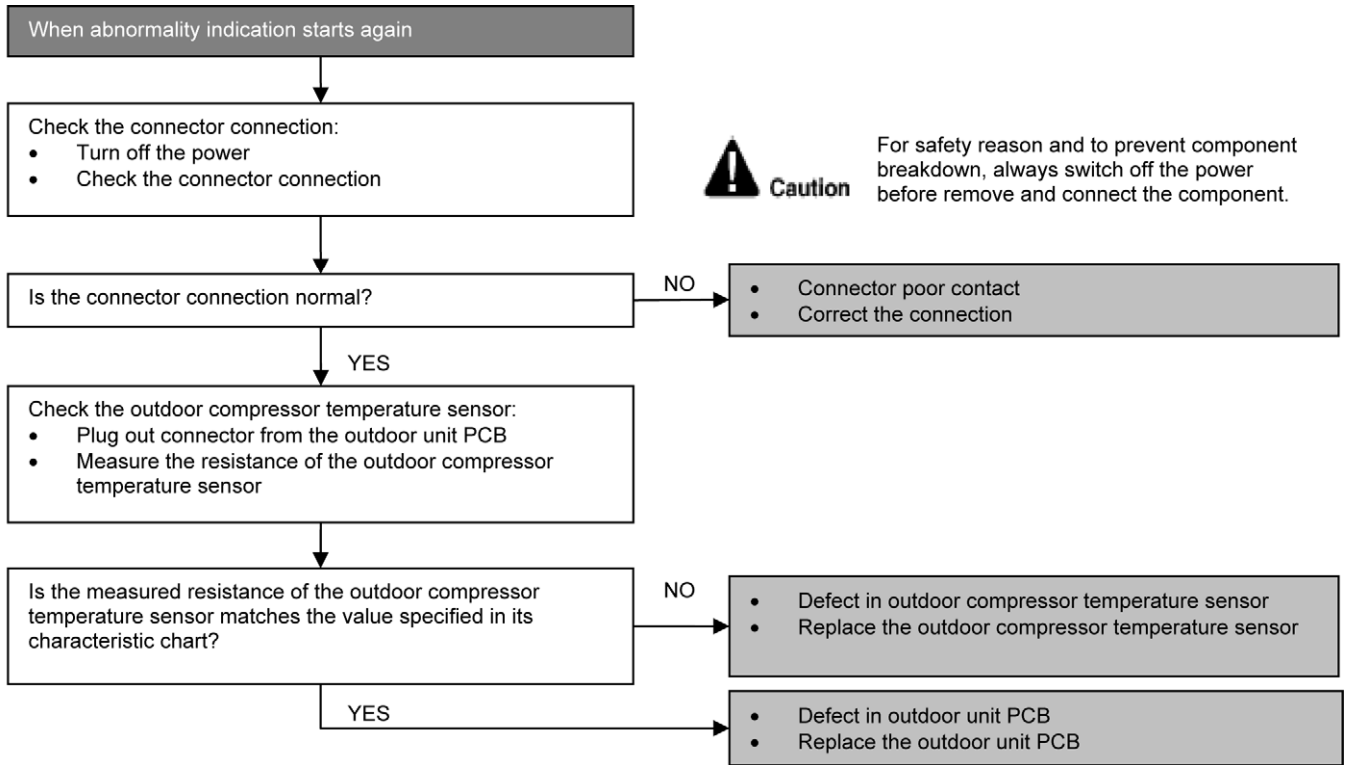 When abnormality indication starts again
Check the connector connection:
• Turn off the power
• Check the connector connection
Caution
For safety reason and to prevent component
breakdown, always switch off the power
before remove and connect the component.
Is the connector connection normal?
NO
• Connector poor contact
• Correct the connection
YES
Check the outdoor compressor temperature sensor:
• Plug out connector from the outdoor unit PCB
• Measure the resistance of the outdoor compressor
temperature sensor
Is the measured resistance of the outdoor compressor
temperature sensor matches the value specified in its
characteristic chart?
NO
• Defect in outdoor compressor temperature sensor
• Replace the outdoor compressor temperature sensor
YES
• Defect in outdoor unit PCB
• Replace the outdoor unit PCB